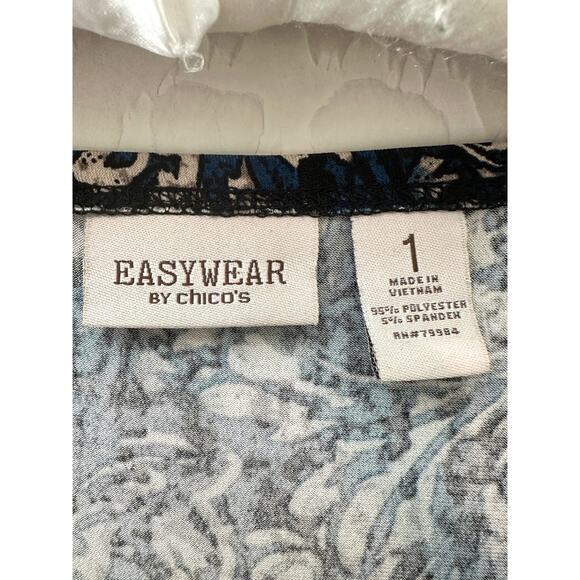 EASYWEAR
BY chico's
1
MADE IN
VIETNAM
95% POLYESTER
5% SPANDEX
RN#79984